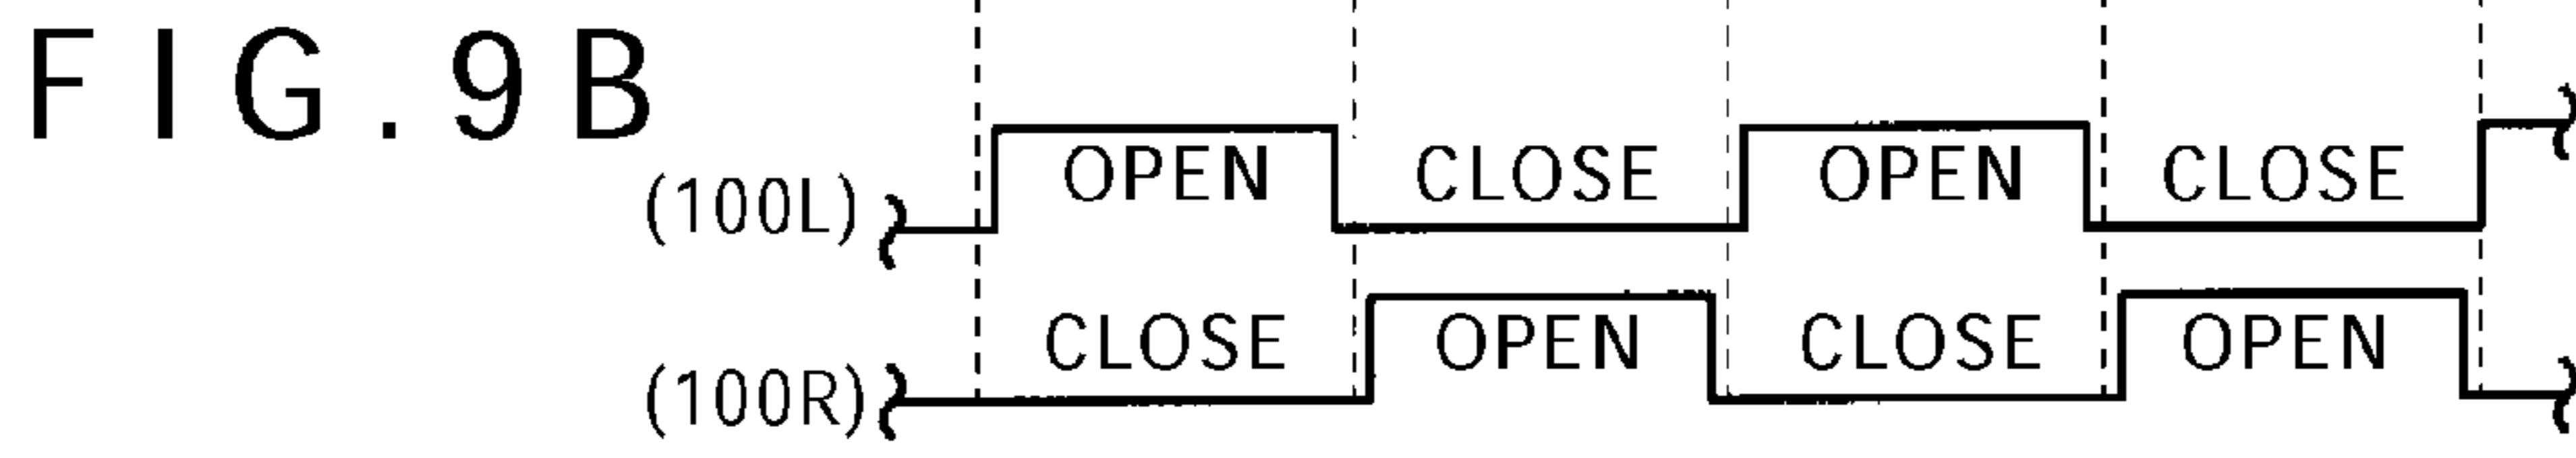 FIG.9B
OPEN CLOSE OPEN CLOSE
(100L)
CLOSE OPEN CLOSE OPEN
(100R)